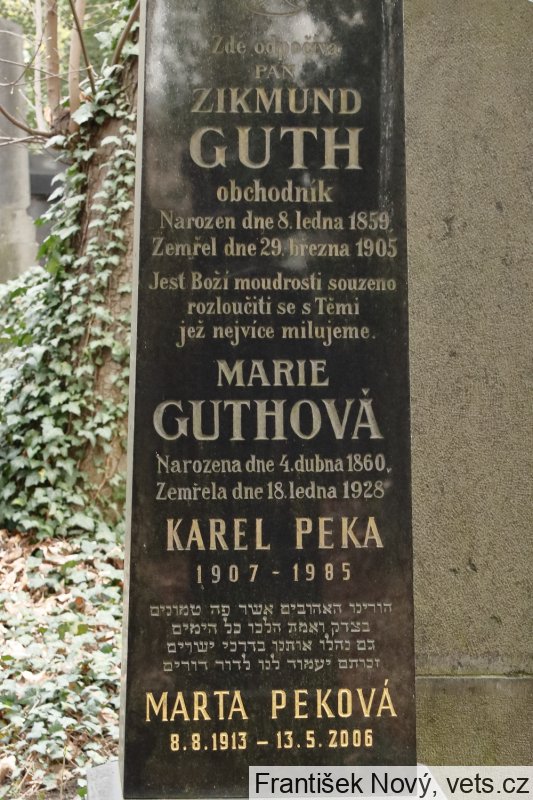 Zde odpočívá
PAN
ZIKMUND
GUTH
obchodník
Narozen dne 8. ledna 1859
Zemřel dne 29. března 1905
Jest Boží moudrosti souzeno
rozloučiti se s Těmi
jež nejvíce milujeme.
MARIE
GUTHOVÁ
Narozena dne 4. dubna 1860,
Zemřela dne 18. ledna 1928
KAREL PEKA
1907 - 1985
הורינו האהובים אשר פה טמונים
בצדק ואמת הלכו כל הימים
גם נהלו אותנו בדרכי ישרים
זכותם יעמוד לנו לדור דורים
MARTA PEKOVÁ
8.8.1913 – 13.5.2006
František Nový, vets.cz